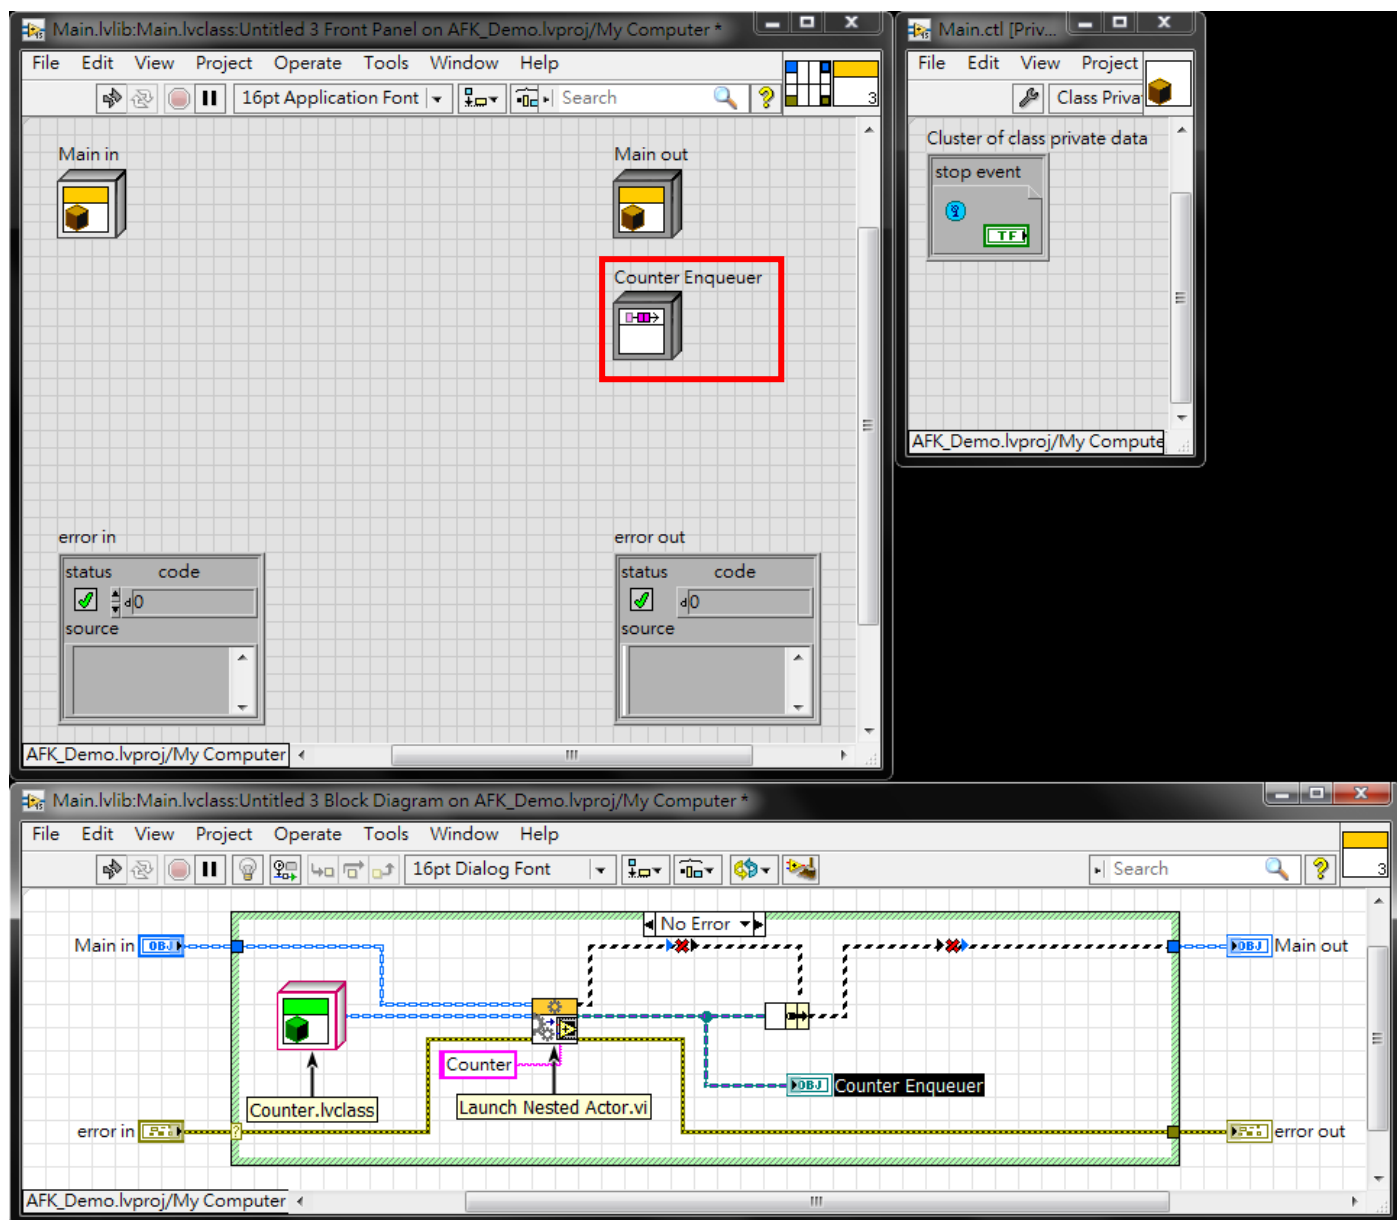 Main.lvlib:Main.lvclass:Untitled 3 Front Panel on AFK_Demo.lvproj/My Computer *
File Edit View Project Operate Tools Window Help
16pt Application Font
Search
3
Main in
Main out
Counter Enqueuer
error in
status code
d 0
source
error out
status code
d 0
source
AFK_Demo.lvproj/My Computer
Main.ctl [Priv...
File Edit View Project
Class Priva
Cluster of class private data
stop event
TF
AFK_Demo.lvproj/My Compute
Main.lvlib:Main.lvclass:Untitled 3 Block Diagram on AFK_Demo.lvproj/My Computer *
File Edit View Project Operate Tools Window Help
16pt Dialog Font
Search
3
No Error
Main in OBJ
OBJ Main out
Counter
OBJ Counter Enqueuer
Counter.lvclass
Launch Nested Actor.vi
error in
?
error out
AFK_Demo.lvproj/My Computer